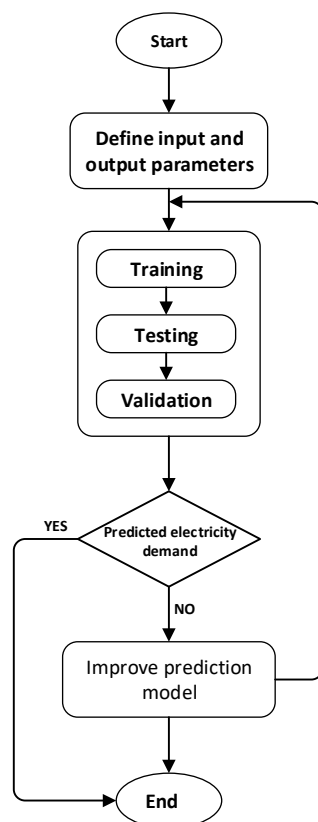 Start
Define input and
output parameters
Training
Testing
Validation
YES
Predicted electricity
demand
NO
Improve prediction
model
End